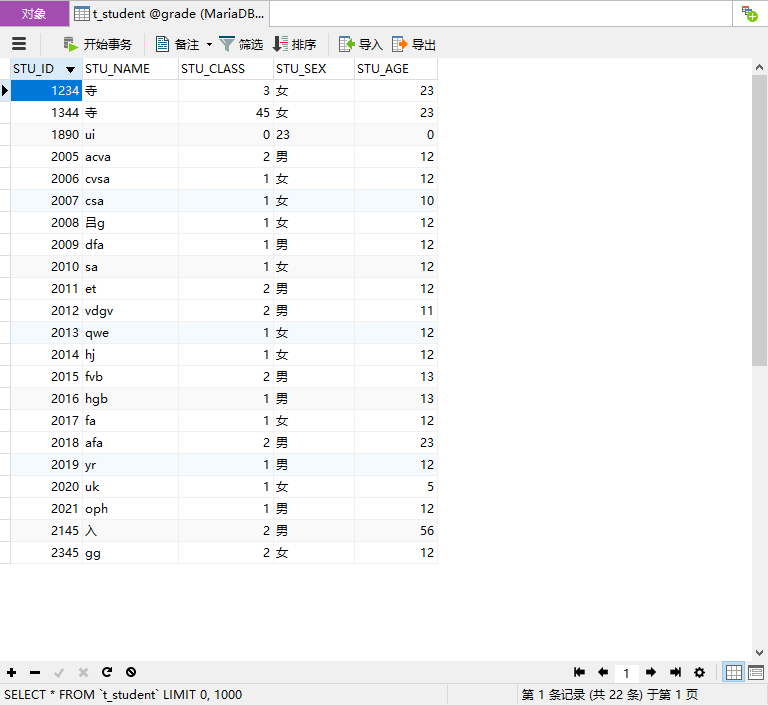 对象 t_student @grade (MariaDB...
开始事务 备注 筛选 排序 导入 导出
STU_ID STU_NAME STU_CLASS STU_SEX STU_AGE
1234 寺 3 女 23
1344 寺 45 女 23
1890 ui 0 23 0
2005 acva 2 男 12
2006 cvsa 1 女 12
2007 csa 1 女 10
2008 吕g 1 女 12
2009 dfa 1 男 12
2010 sa 1 女 12
2011 et 2 男 12
2012 vdgv 2 男 11
2013 qwe 1 女 12
2014 hj 1 女 12
2015 fvb 2 男 13
2016 hgb 1 男 13
2017 fa 1 女 12
2018 afa 2 男 23
2019 yr 1 男 12
2020 uk 1 女 5
2021 oph 1 男 12
2145 入 2 男 56
2345 gg 2 女 12
1
SELECT * FROM `t_student` LIMIT 0, 1000 第 1 条记录 (共 22 条) 于第 1 页